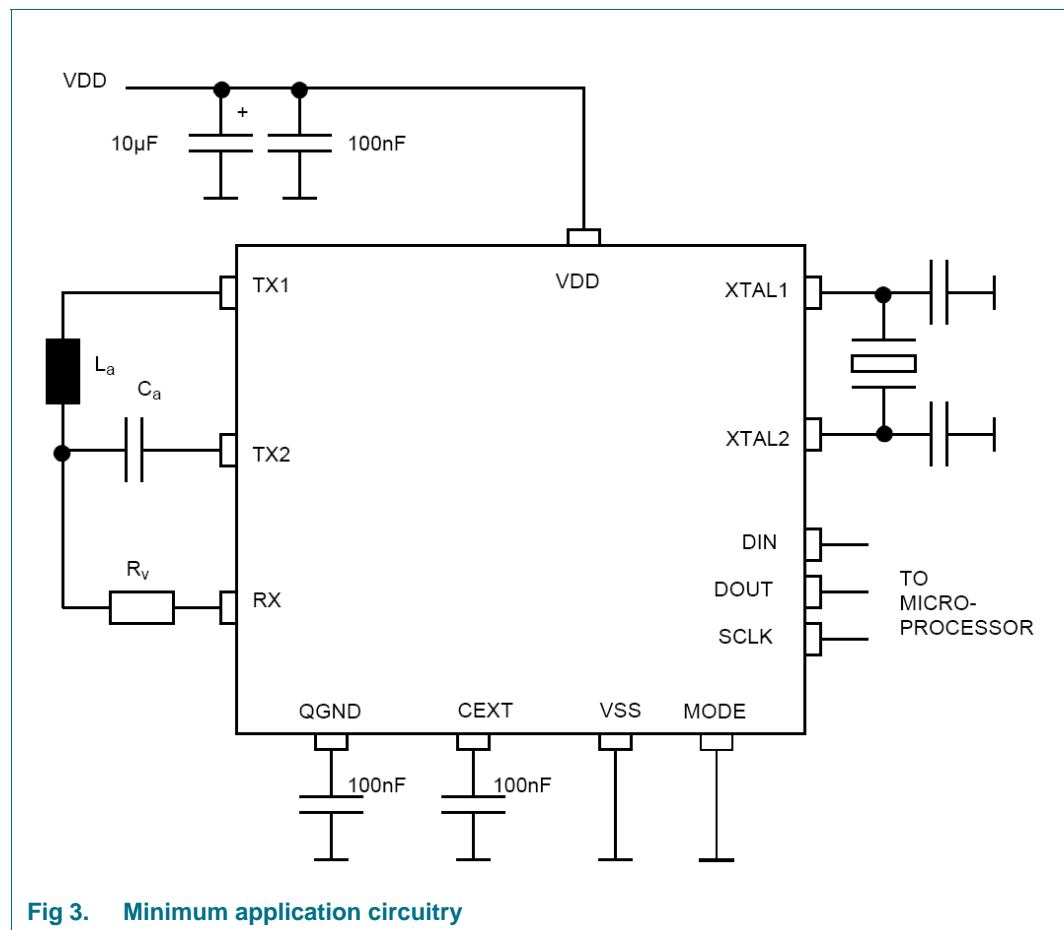 VDD
+
10µF
100nF
TX1
VDD
XTAL1
La
Ca
TX2
XTAL2
DIN
Rv
RX
DOUT
TO
MICRO-
PROCESSOR
SCLK
QGND
CEXT
VSS
MODE
100nF
100nF
Fig 3. Minimum application circuitry